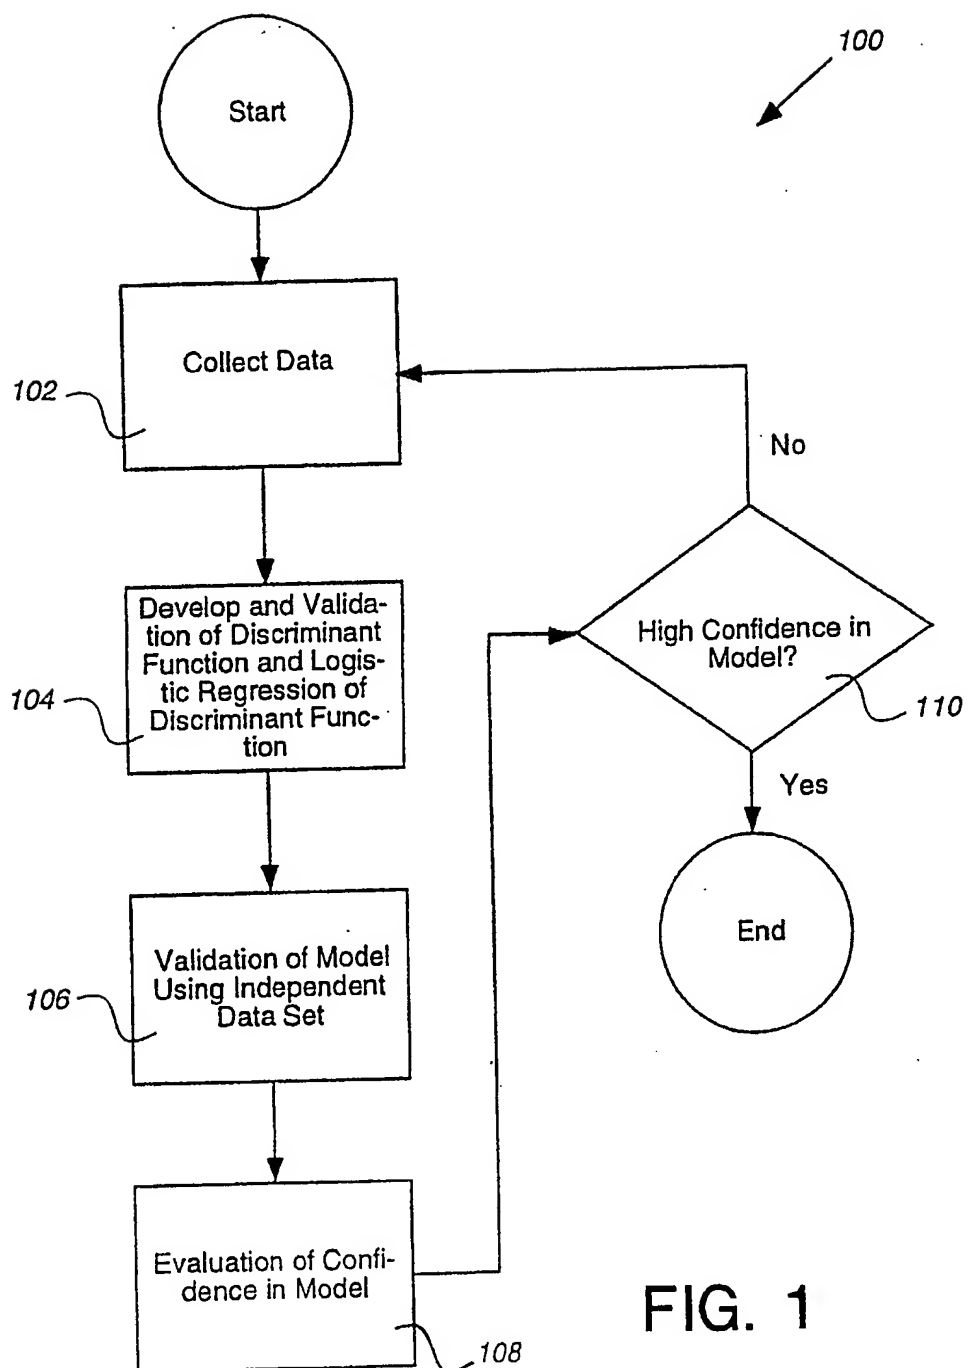 100
Start
Collect Data
102
No
Develop and Valida-
tion of Discriminant
Function and Logis-
tic Regression of
Discriminant Func-
tion
104
High Confidence in
Model?
110
Yes
End
Validation of Model
Using Independent
Data Set
106
Evaluation of Confi-
dence in Model
108
FIG. 1